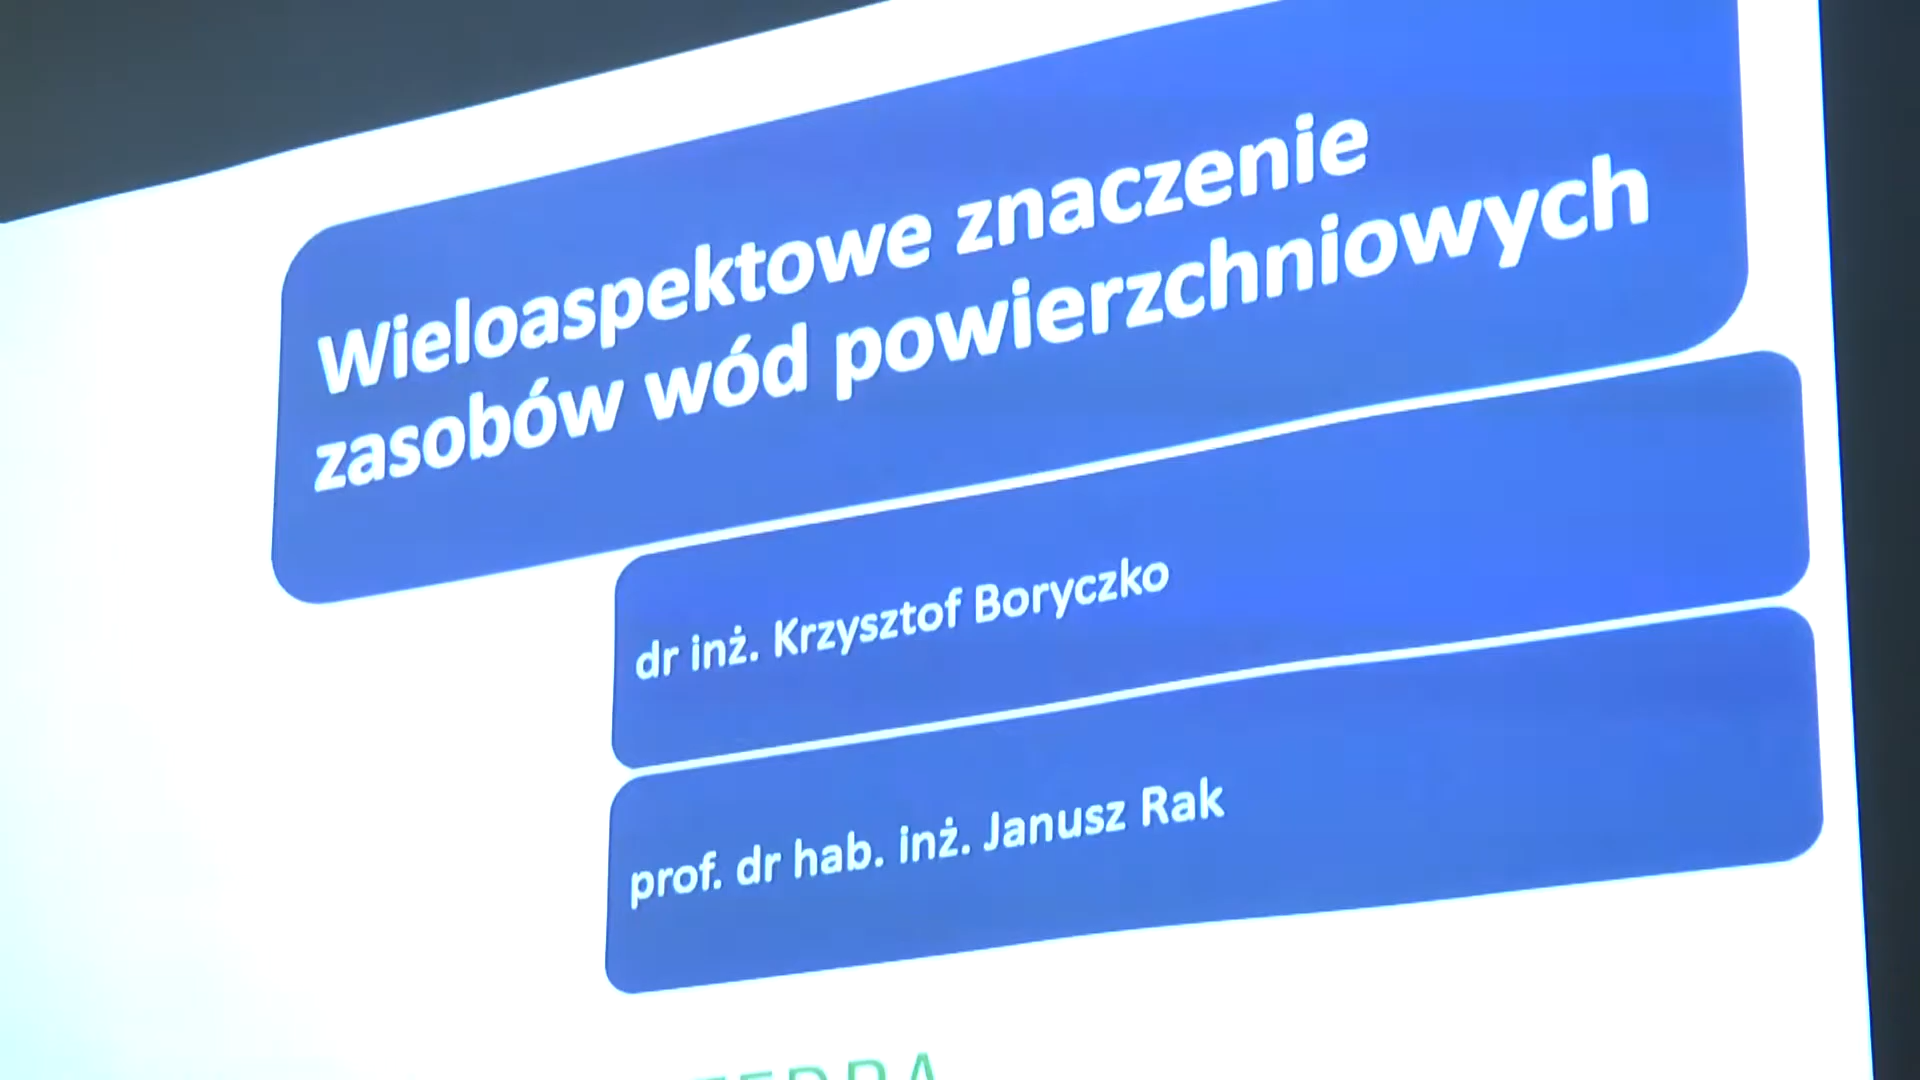 Wieloaspektowe znaczenie
zasobów wód powierzchniowych
dr inż. Krzysztof Boryczko
prof. dr hab. inż. Janusz Rak